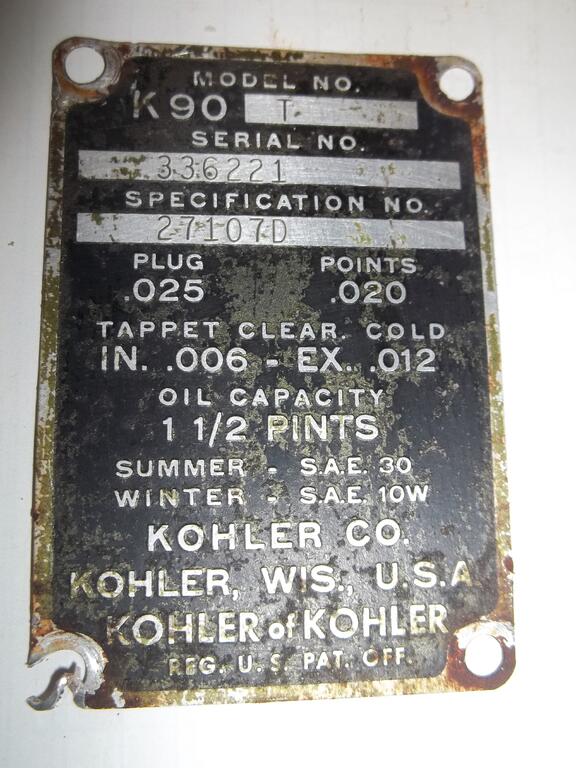 MODEL NO.
K90 T
SERIAL NO.
336221
SPECIFICATION NO.
27107D
PLUG POINTS
.025 .020
TAPPET CLEAR. COLD
IN. .006 - EX. .012
OIL CAPACITY
1 1/2 PINTS
SUMMER - SAE. 30
WINTER - SAE. 10W
KOHLER CO.
KOHLER, WIS., U.S.A
KOHLER of KOHLER
REG. U.S. PAT. OFF.